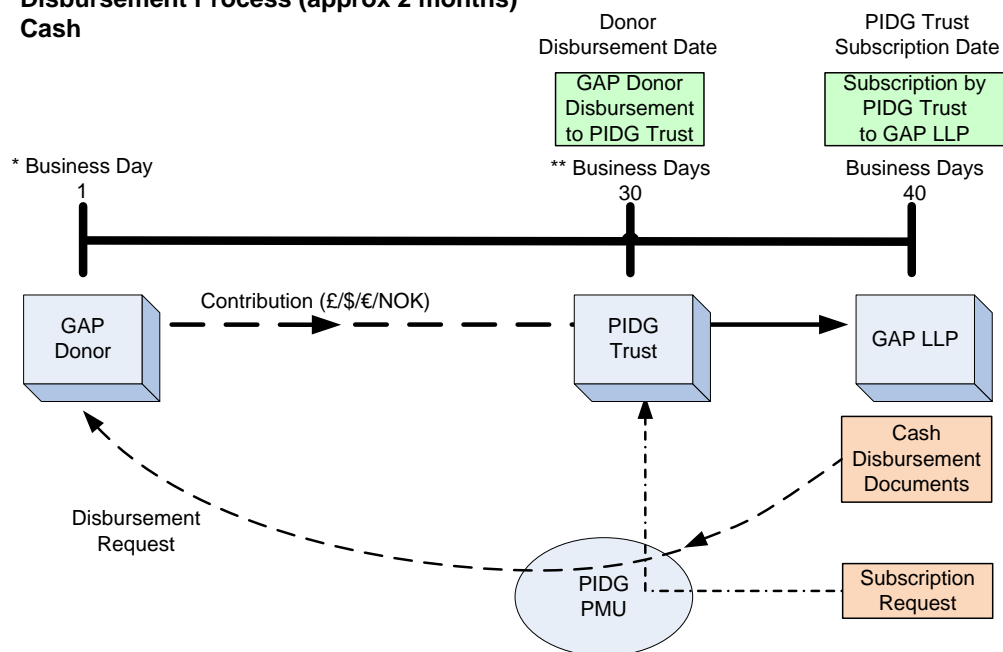 Disbursement Process (approx 2 months)
Cash
Donor
Disbursement Date
PIDG Trust
Subscription Date
GAP Donor
Disbursement
to PIDG Trust
Subscription by
PIDG Trust
to GAP LLP
* Business Day
1
** Business Days
30
Business Days
40
Contribution (£/$/€/NOK)
GAP
Donor
PIDG
Trust
GAP LLP
Cash
Disbursement
Documents
Disbursement
Request
PIDG
PMU
Subscription
Request